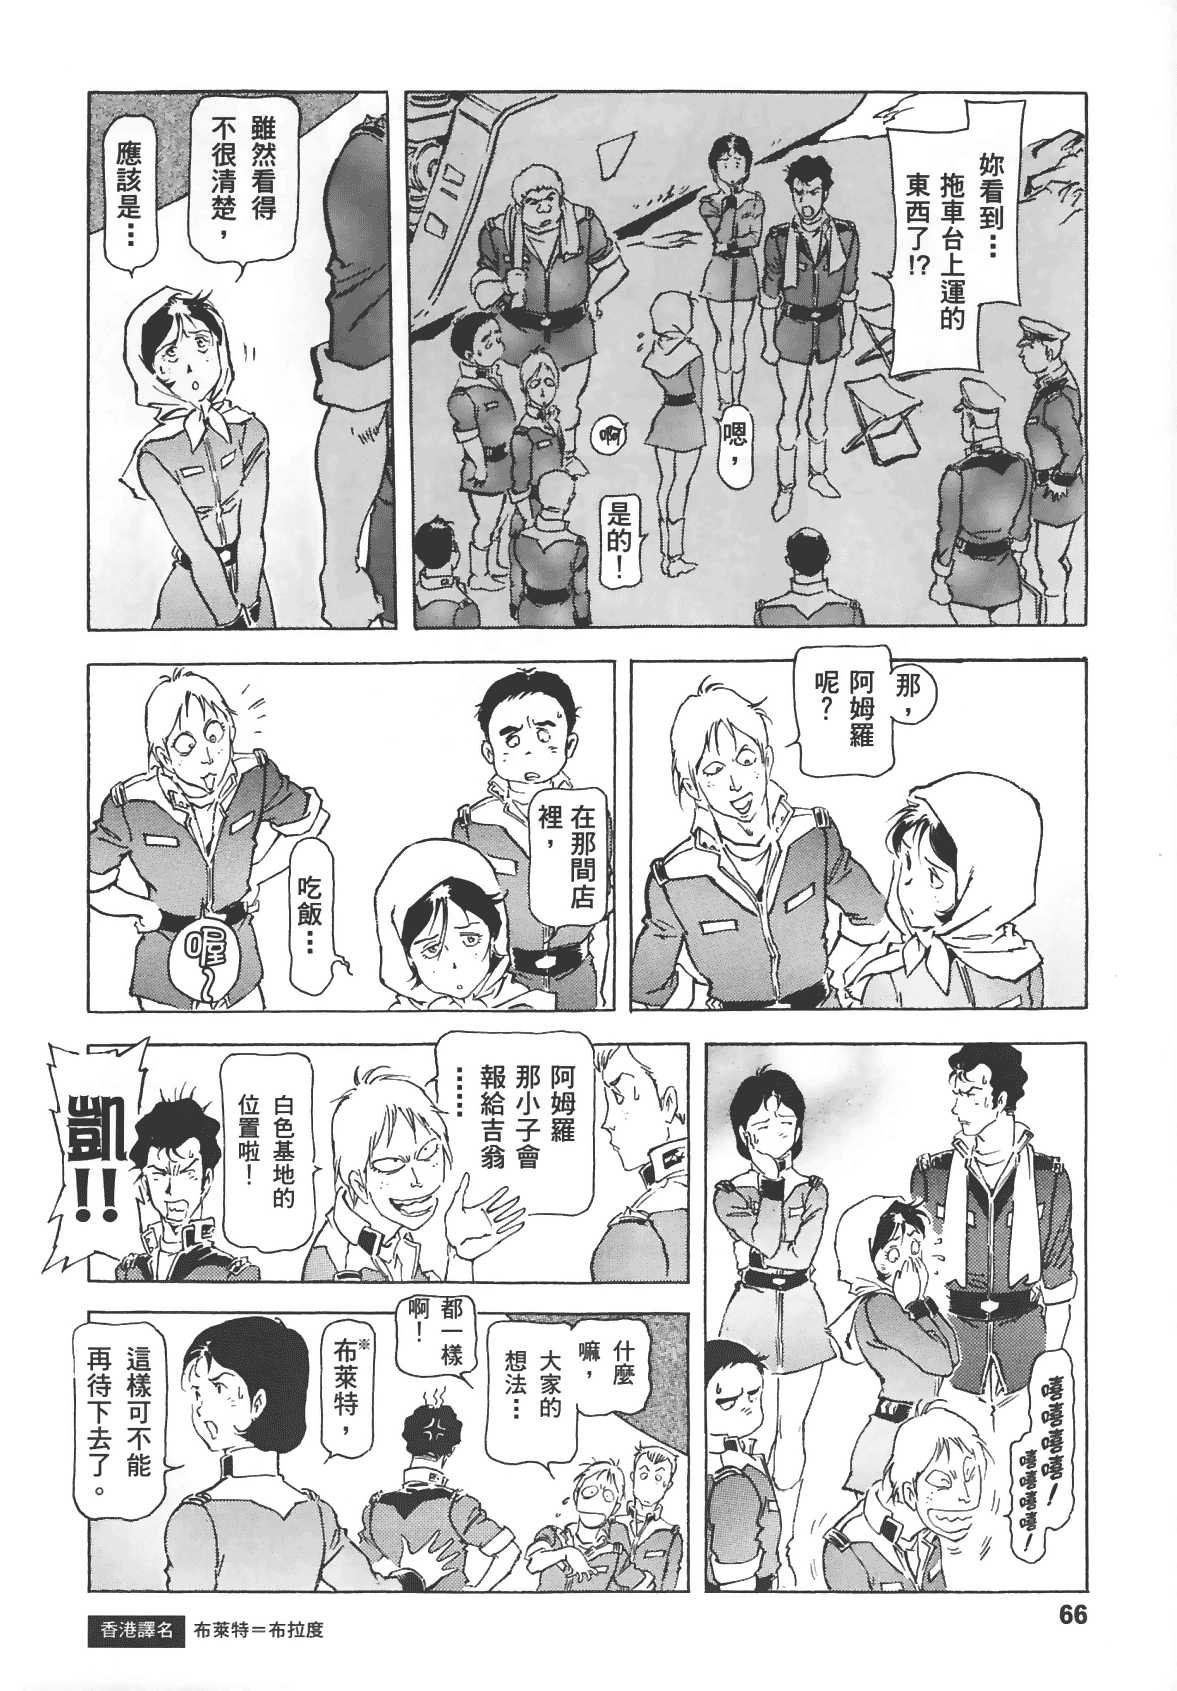 妳看到…
拖車台上運的
東西了!?
嗯，
啊
是的！
雖然看得
不很清楚，
應該是…
那，
阿姆羅
呢？
在那間店
裡，
吃飯…
喔～
嘻嘻嘻嘻！
嘻嘻嘻嘻！
阿姆羅
那小子會
報給吉翁
……
白色基地的
位置啦！
凱!!
什麼
嘛，
大家的
想法…
都一樣
啊！
※
布萊特，
這樣可不能
再待下去了。
66
香港譯名 布萊特＝布拉度